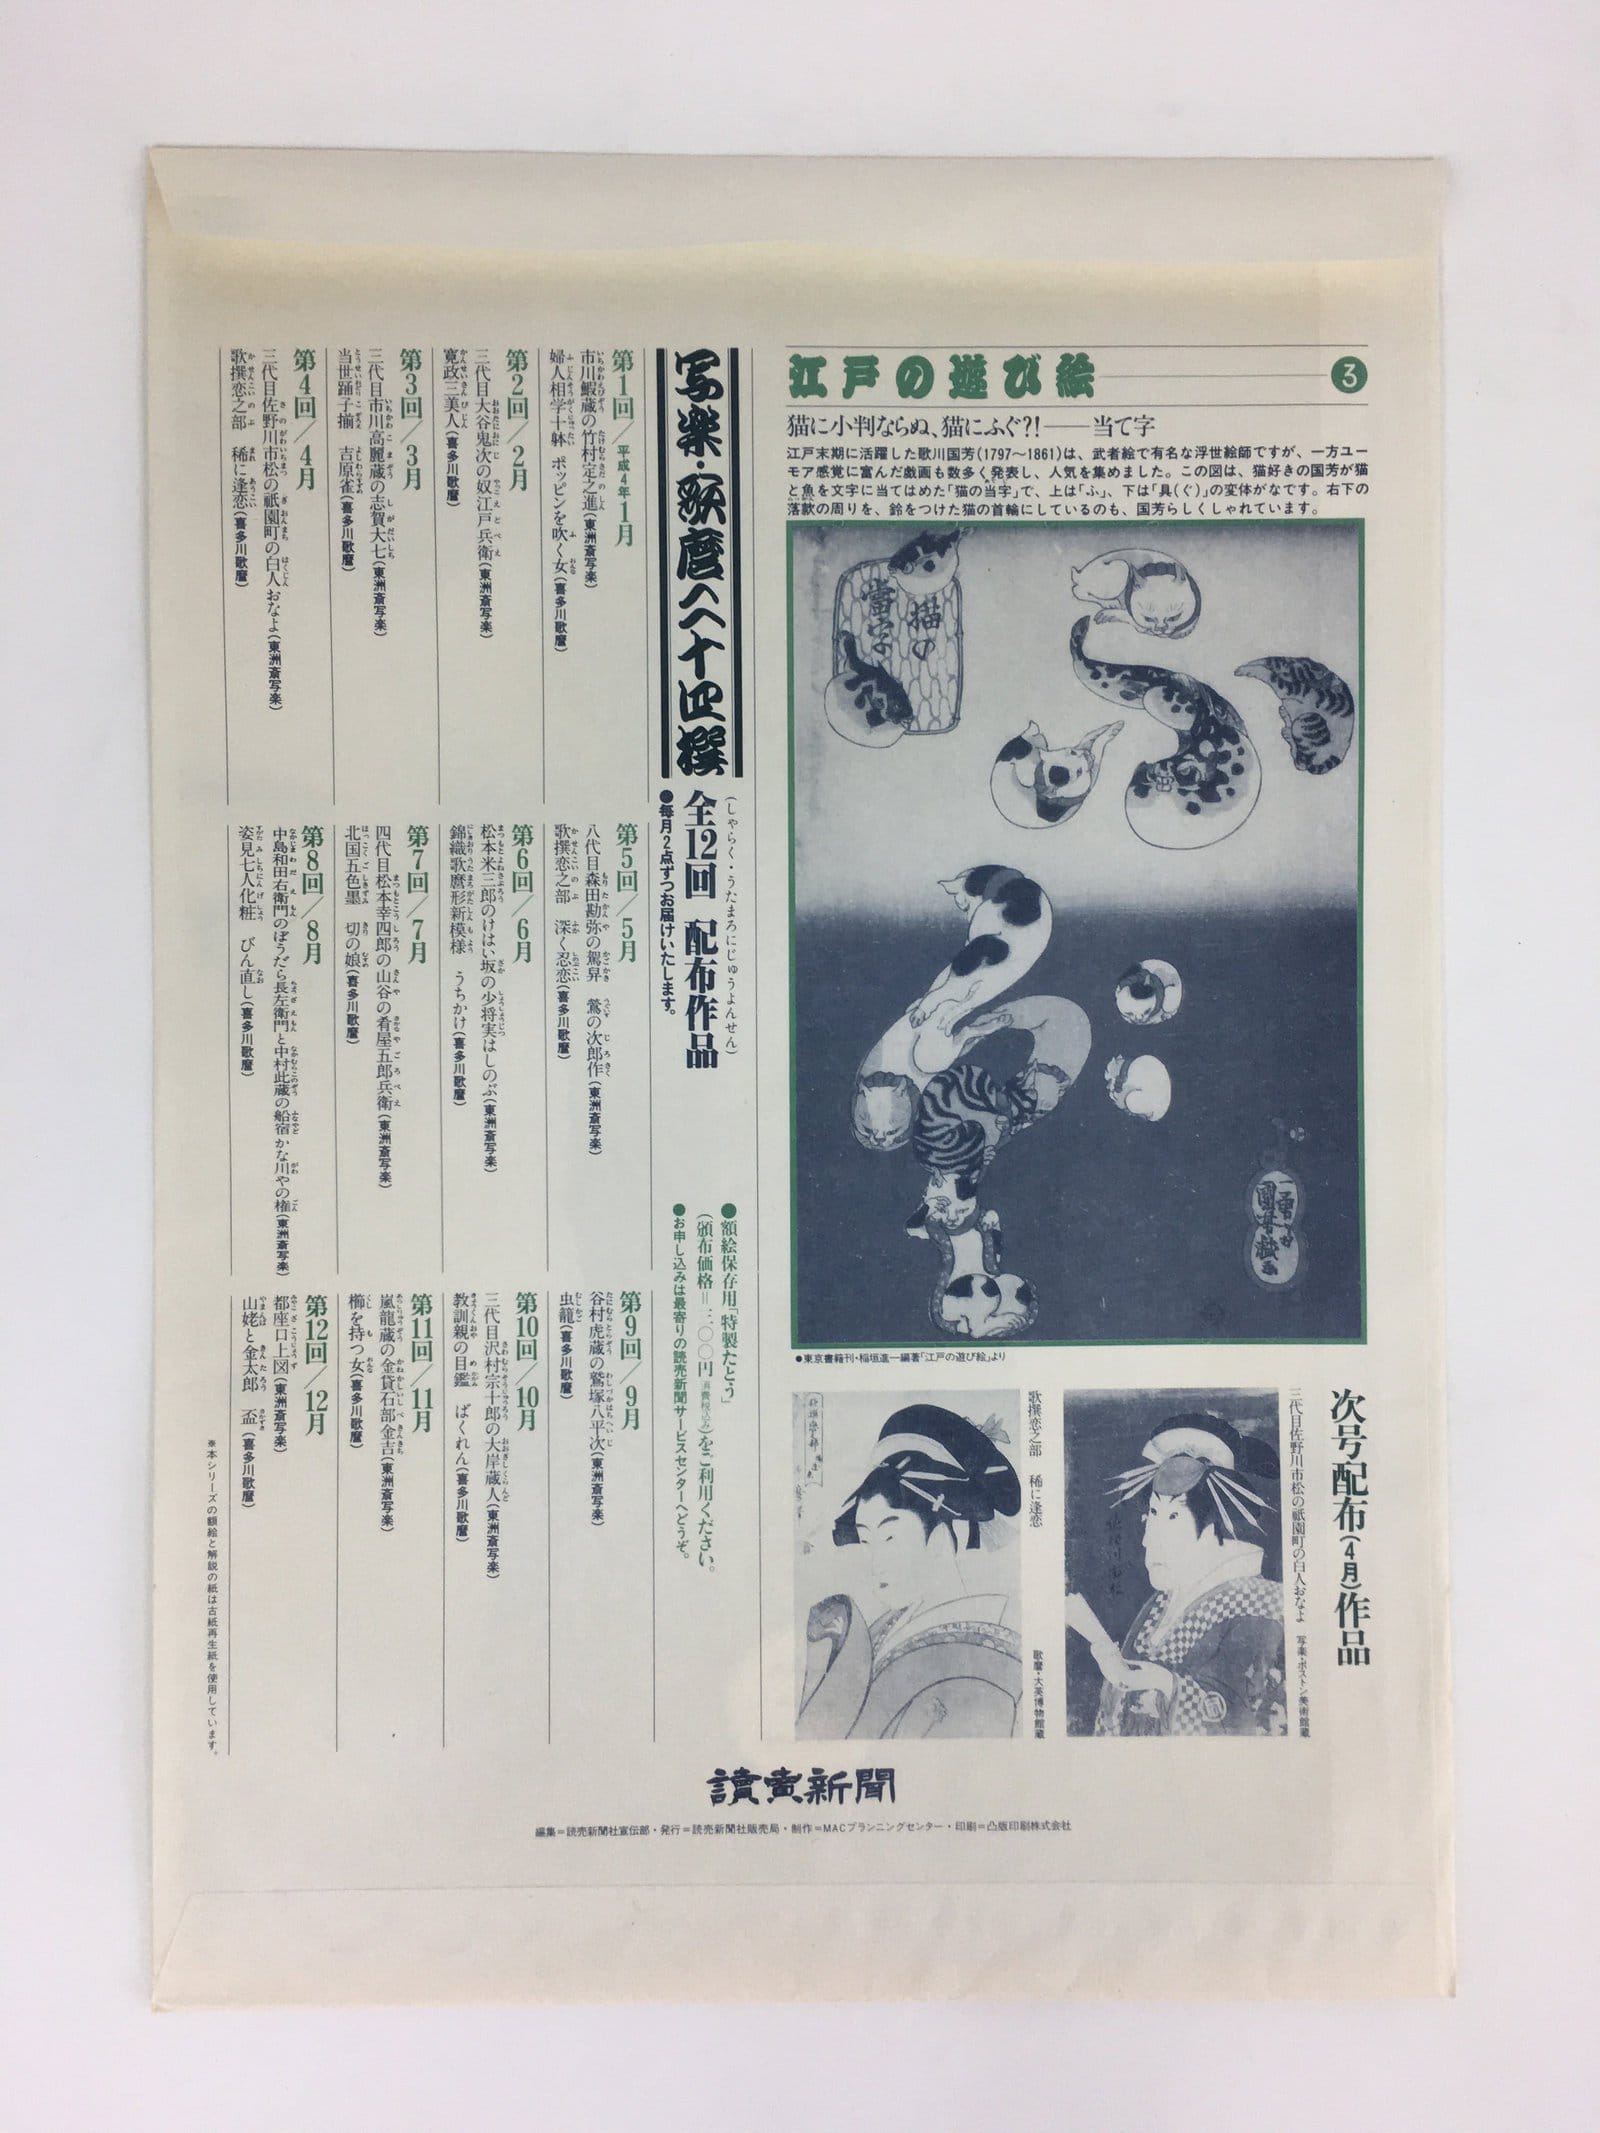 江戸の遊び絵 3
猫に小判ならぬ、猫にふぐ?!——当て字
江戸末期に活躍した歌川国芳(1797〜1861)は、武者絵で有名な浮世絵師ですが、一方ユー
モア感覚に富んだ戯画も数多く発表し、人気を集めました。この図は、猫好きの国芳が猫
と魚を文字に当てはめた「猫の当字」で、上は「ふ」、下は「具(ぐ)」の変体がなです。右下の
落款の周りを、鈴をつけた猫の首輪にしているのも、国芳らしくしゃれています。
猫の
當字
●東京書籍刊・稲垣進一編著「江戸の遊び絵」より
次号配布(4月)作品
三代目佐野川市松の祇園町の白人おなよ 写楽・ボストン美術館蔵
歌撰恋之部 稀に逢恋 歌麿・大英博物館蔵
写楽・歌麿二十四撰
(しゃらく・うたまろにじゅうよんせん)
全12回 配布作品
●毎月2点ずつお届けいたします。
●額絵保存用「特製たとう」
(頒布価格=三〇〇円消費税込み)をご利用ください。
●お申し込みは最寄りの読売新聞サービスセンターへどうぞ。
第1回/平成4年1月
市川鰕蔵の竹村定之進(東洲斎写楽)
婦人相学十躰 ポッピンを吹く女(喜多川歌麿)
第2回/2月
三代目大谷鬼次の奴江戸兵衛(東洲斎写楽)
寛政三美人(喜多川歌麿)
第3回/3月
三代目市川高麗蔵の志賀大七(東洲斎写楽)
当世踊子揃 吉原雀(喜多川歌麿)
第4回/4月
三代目佐野川市松の祇園町の白人おなよ(東洲斎写楽)
歌撰恋之部 稀に逢恋(喜多川歌麿)
第5回/5月
八代目森田勘弥の駕舁 鶯の次郎作(東洲斎写楽)
歌撰恋之部 深く忍恋(喜多川歌麿)
第6回/6月
松本米三郎のけはい坂の少将実はしのぶ(東洲斎写楽)
錦織歌麿形新模様 うちかけ(喜多川歌麿)
第7回/7月
四代目松本幸四郎の山谷の肴屋五郎兵衛(東洲斎写楽)
北国五色墨 切の娘(喜多川歌麿)
第8回/8月
中島和田右衛門のぼうだら長左衛門と中村此蔵の船宿かな川やの権(東洲斎写楽)
姿見七人化粧 びん直し(喜多川歌麿)
第9回/9月
谷村虎蔵の鷲塚八平次(東洲斎写楽)
虫籠(喜多川歌麿)
第10回/10月
三代目沢村宗十郎の大岸蔵人(東洲斎写楽)
教訓親の目鑑 ばくれん(喜多川歌麿)
第11回/11月
嵐龍蔵の金貸石部金吉(東洲斎写楽)
櫛を持つ女(喜多川歌麿)
第12回/12月
都座口上図(東洲斎写楽)
山姥と金太郎 盃(喜多川歌麿)
※本シリーズの額絵と解説の紙は古紙再生紙を使用しています。
讀賣新聞
編集=読売新聞社宣伝部・発行=読売新聞社販売局・制作=MACプランニングセンター・印刷=凸版印刷株式会社